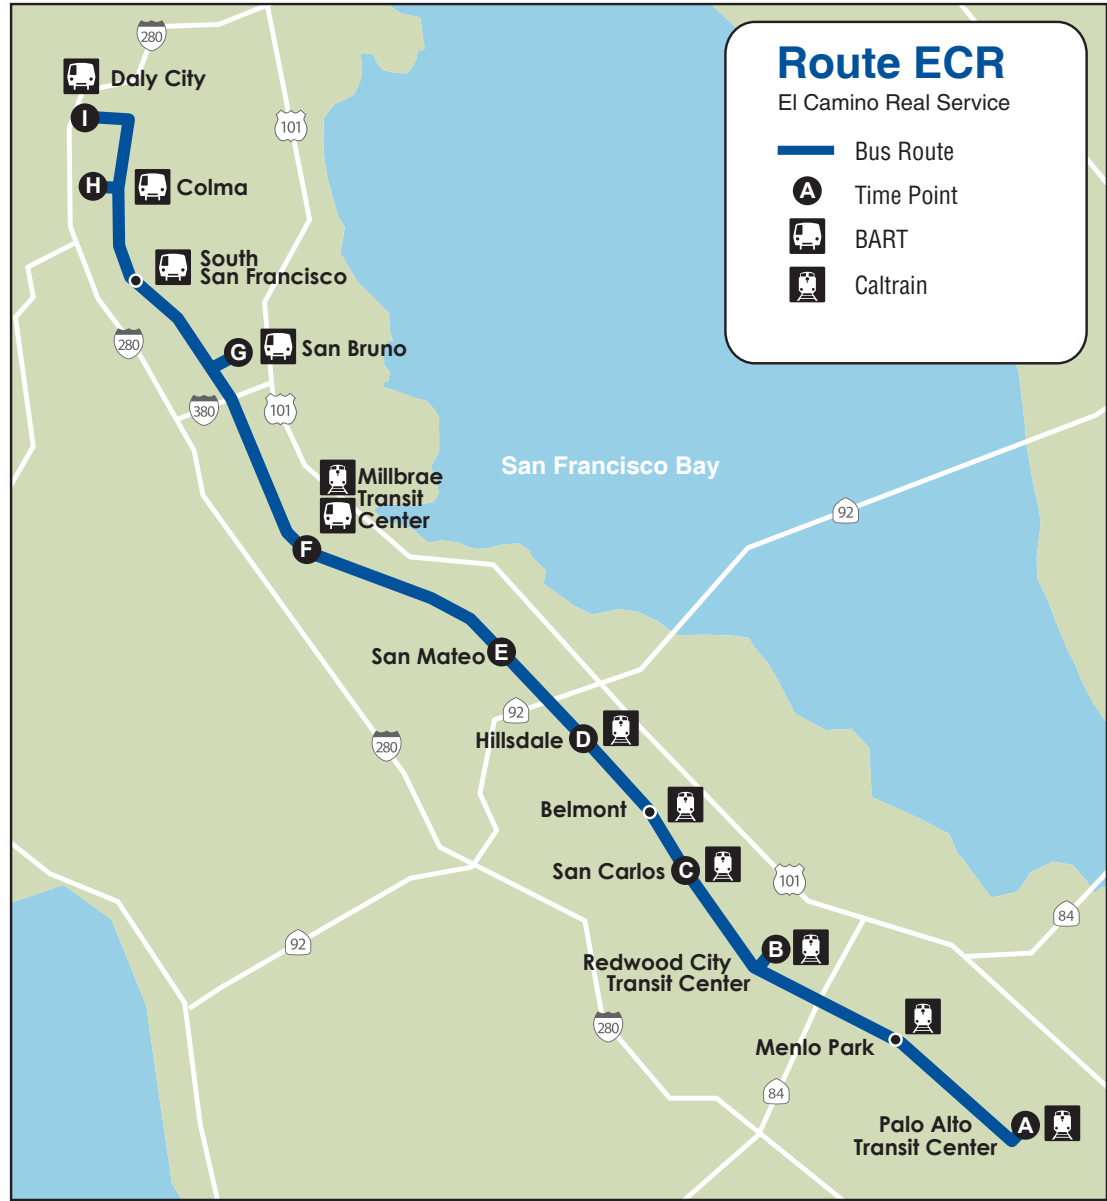 Route ECR
El Camino Real Service
Bus Route
A
Time Point
BART
Caltrain
280
Daly City
I
101
H
Colma
South
San Francisco
280
G
San Bruno
380
101
Millbrae
Transit
Center
San Francisco Bay
92
F
San Mateo
E
92
Hillsdale
D
280
Belmont
San Carlos
C
101
92
84
B
Redwood City
Transit Center
280
Menlo Park
84
Palo Alto
Transit Center
A